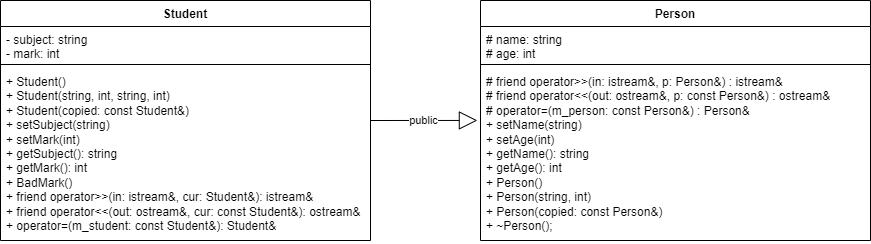 Student
- subject: string
- mark: int
+ Student()
+ Student(string, int, string, int)
+ Student(copied: const Student&)
+ setSubject(string)
+ setMark(int)
+ getSubject(): string
+ getMark(): int
+ BadMark()
+ friend operator>>(in: istream&, cur: Student&): istream&
+ friend operator<<(out: ostream&, cur: const Student&): ostream&
+ operator=(m_student: const Student&): Student&
public
Person
# name: string
# age: int
# friend operator>>(in: istream&, p: Person&) : istream&
# friend operator<<(out: ostream&, p: const Person&) : ostream&
# operator=(m_person: const Person&) : Person&
+ setName(string)
+ setAge(int)
+ getName(): string
+ getAge(): int
+ Person()
+ Person(string, int)
+ Person(copied: const Person&)
+ ~Person();